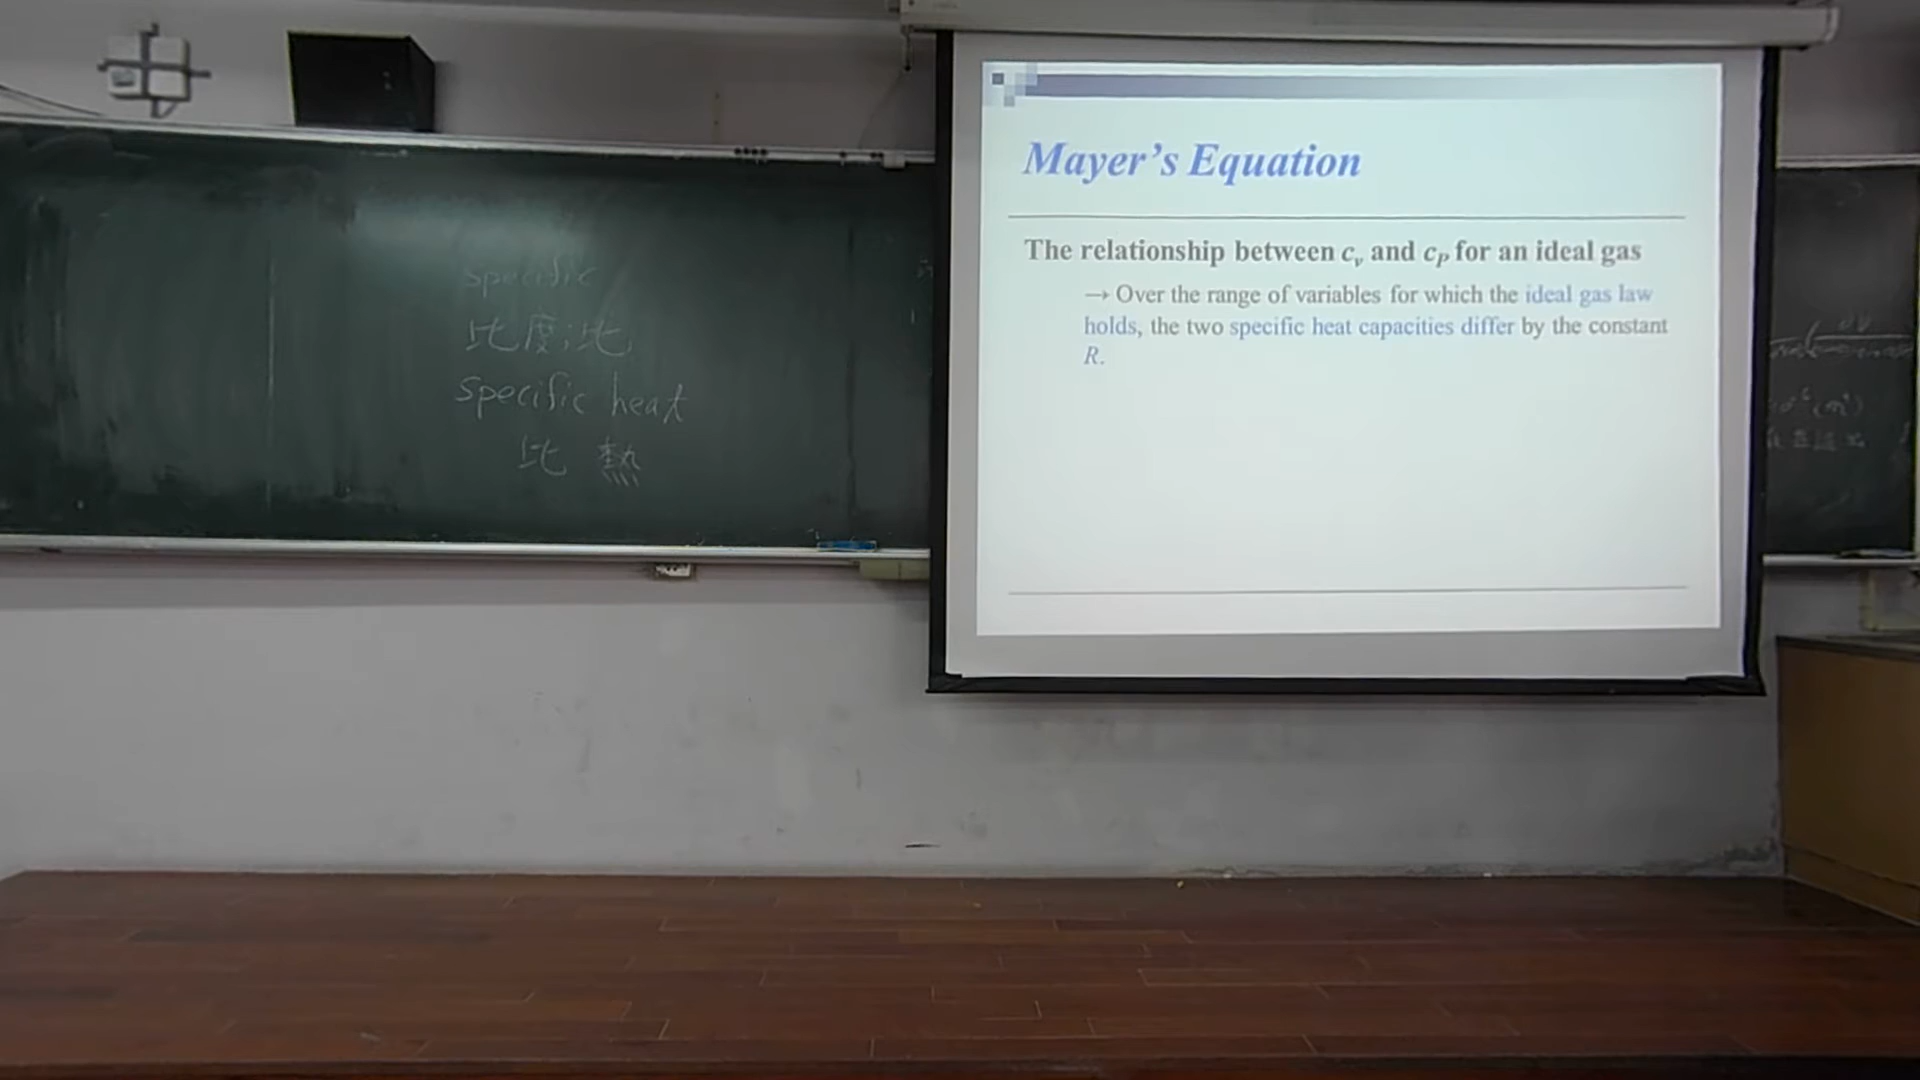 specific
比度;比
specific heat
比熱
Mayer's Equation
The relationship between cᵥ and c_P for an ideal gas
→ Over the range of variables for which the ideal gas law
holds, the two specific heat capacities differ by the constant
R.